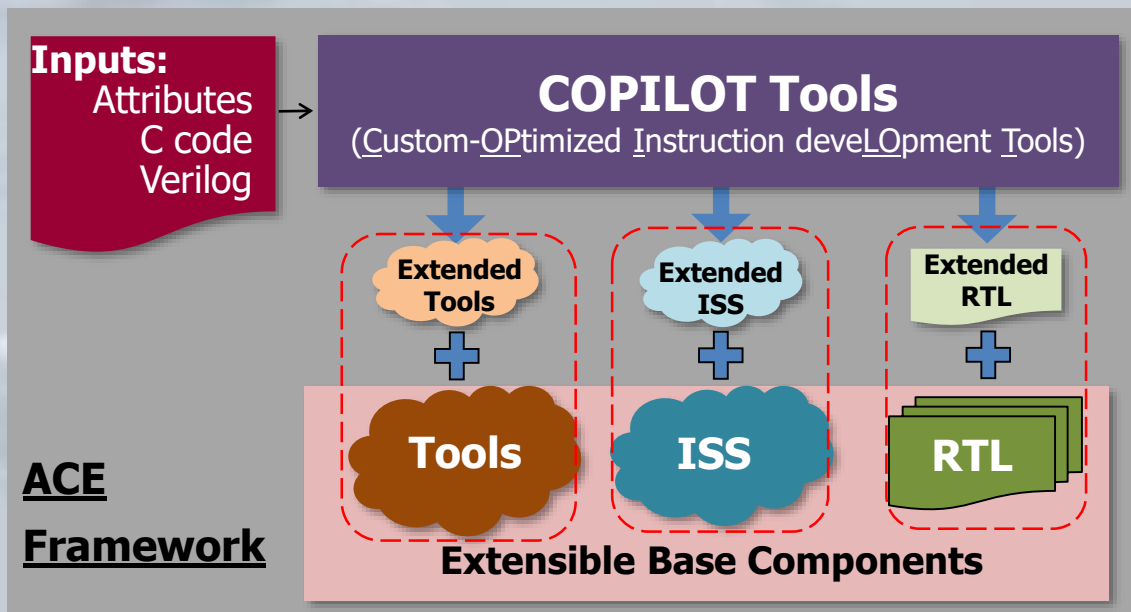 Inputs:
Attributes
C code
Verilog
COPILOT Tools
(Custom-OPtimized Instruction deveLOpment Tools)
Extended
Tools
Extended
ISS
Extended
RTL
Tools
ISS
RTL
ACE
Framework
Extensible Base Components